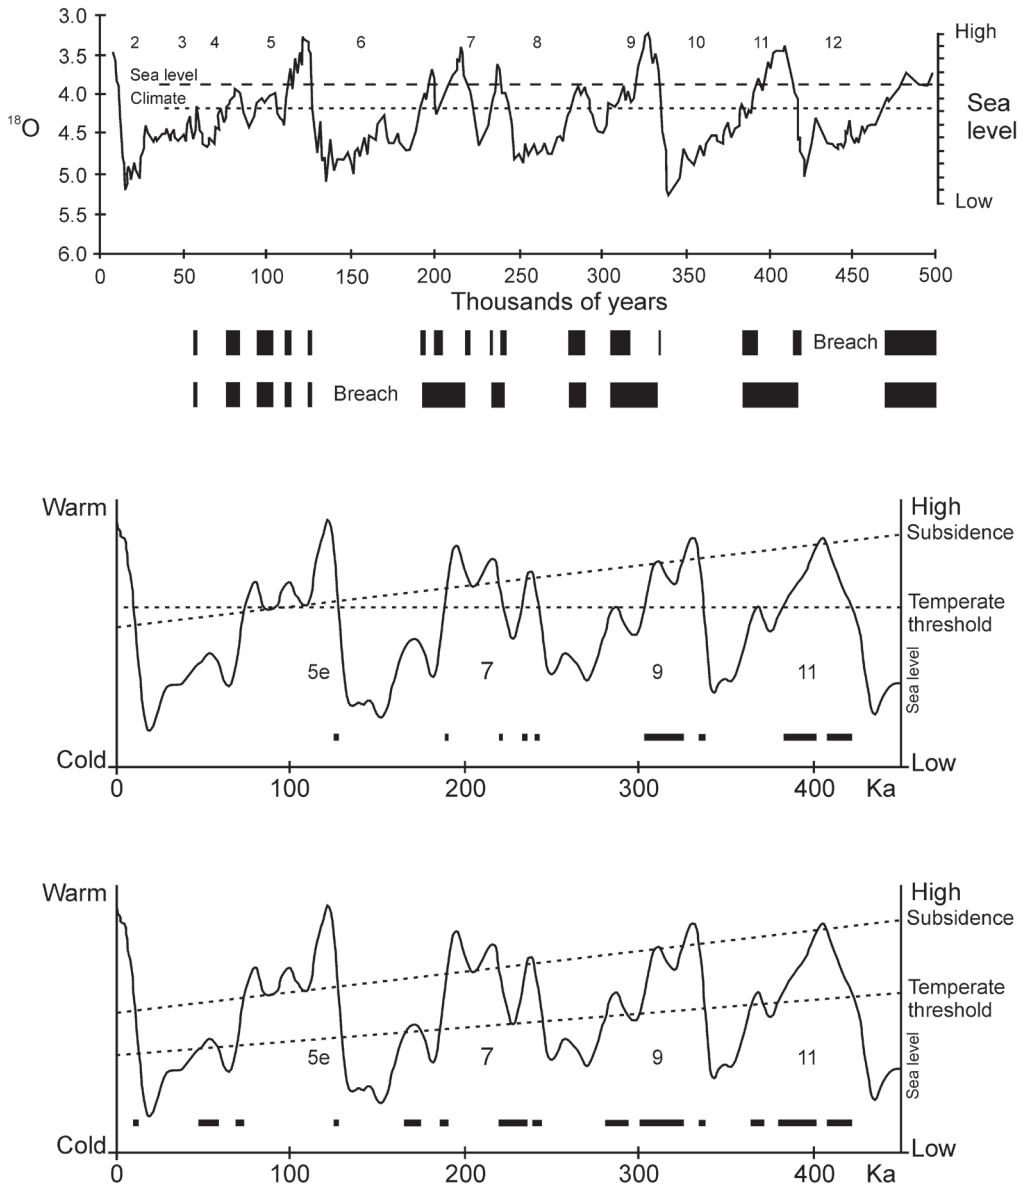 3.0
3.5
4.0
4.5
5.0
5.5
6.0
18O
2 3 4 5 6 7 8 9 10 11 12
Sea level
Climate
High
Sea
level
Low
0 50 100 150 200 250 300 350 400 450 500
Thousands of years
Breach
Breach
Warm
High
Subsidence
Temperate
threshold
5e 7 9 11
Sea level
Cold
Low
0 100 200 300 400 Ka
Warm
High
Subsidence
Temperate
threshold
5e 7 9 11
Sea level
Cold
Low
0 100 200 300 400 Ka